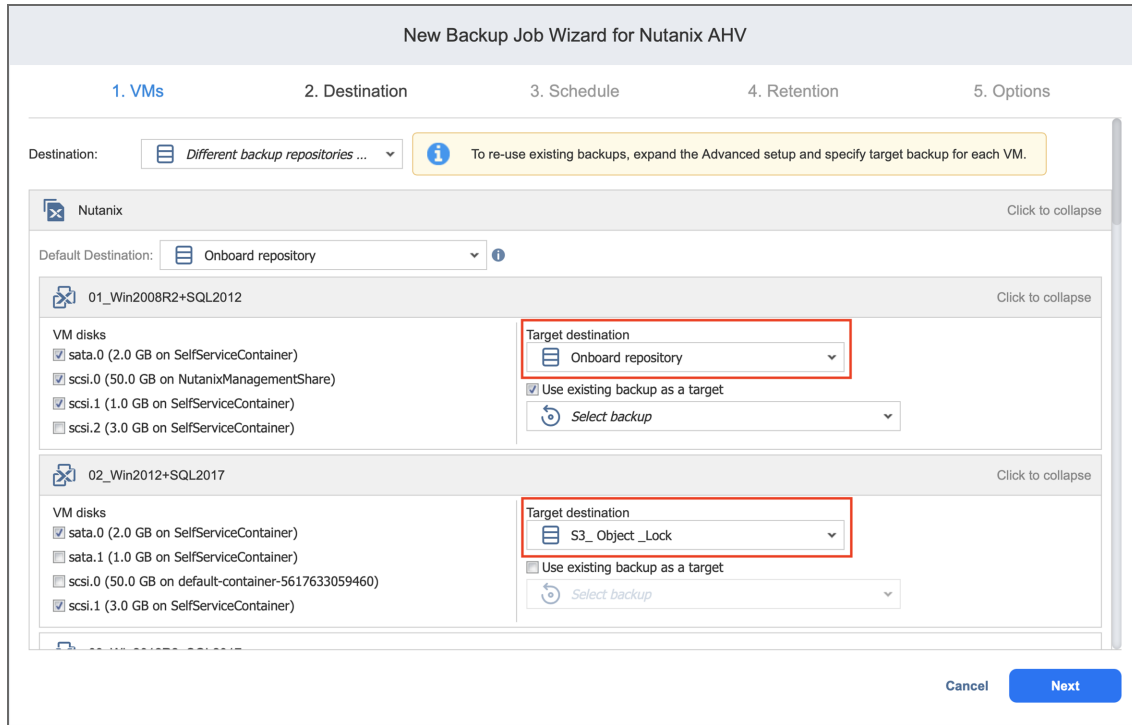 New Backup Job Wizard for Nutanix AHV
1. VMs 2. Destination 3. Schedule 4. Retention 5. Options
Destination: Different backup repositories ... To re-use existing backups, expand the Advanced setup and specify target backup for each VM.
Nutanix Click to collapse
Default Destination: Onboard repository
01_Win2008R2+SQL2012 Click to collapse
VM disks
sata.0 (2.0 GB on SelfServiceContainer)
scsi.0 (50.0 GB on NutanixManagementShare)
scsi.1 (1.0 GB on SelfServiceContainer)
scsi.2 (3.0 GB on SelfServiceContainer)
Target destination
Onboard repository
Use existing backup as a target
Select backup
02_Win2012+SQL2017 Click to collapse
VM disks
sata.0 (2.0 GB on SelfServiceContainer)
sata.1 (1.0 GB on SelfServiceContainer)
scsi.0 (50.0 GB on default-container-5617633059460)
scsi.1 (3.0 GB on SelfServiceContainer)
Target destination
S3_ Object _Lock
Use existing backup as a target
Select backup
Cancel Next